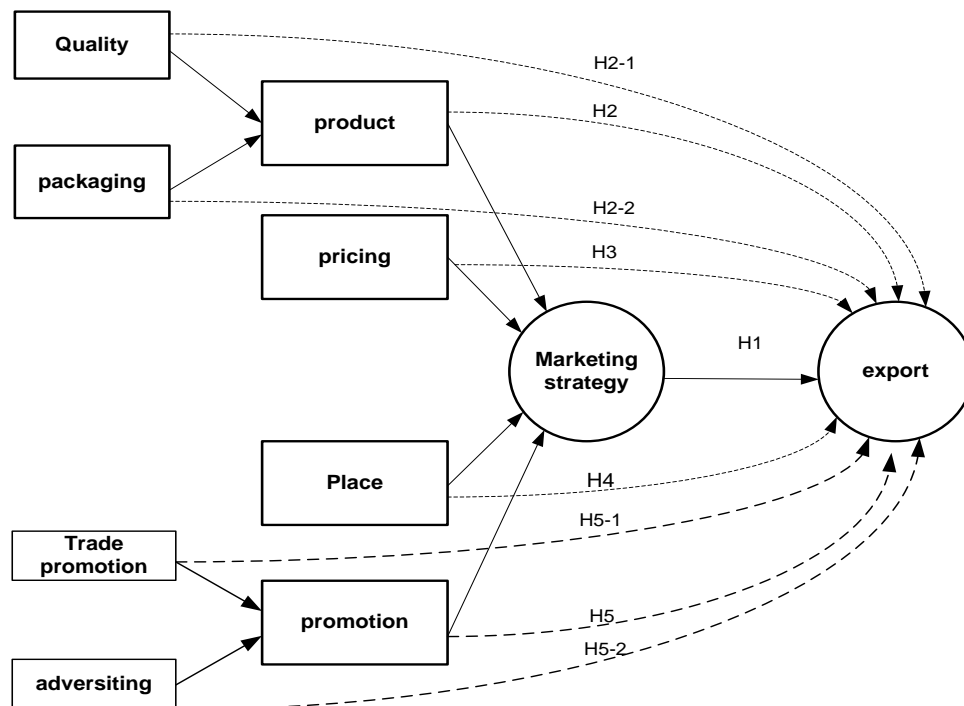 Quality
H2-1
product
H2
packaging
H2-2
pricing
H3
Marketing
strategy
H1
export
Place
H4
Trade
promotion
H5-1
promotion
H5
H5-2
adversiting